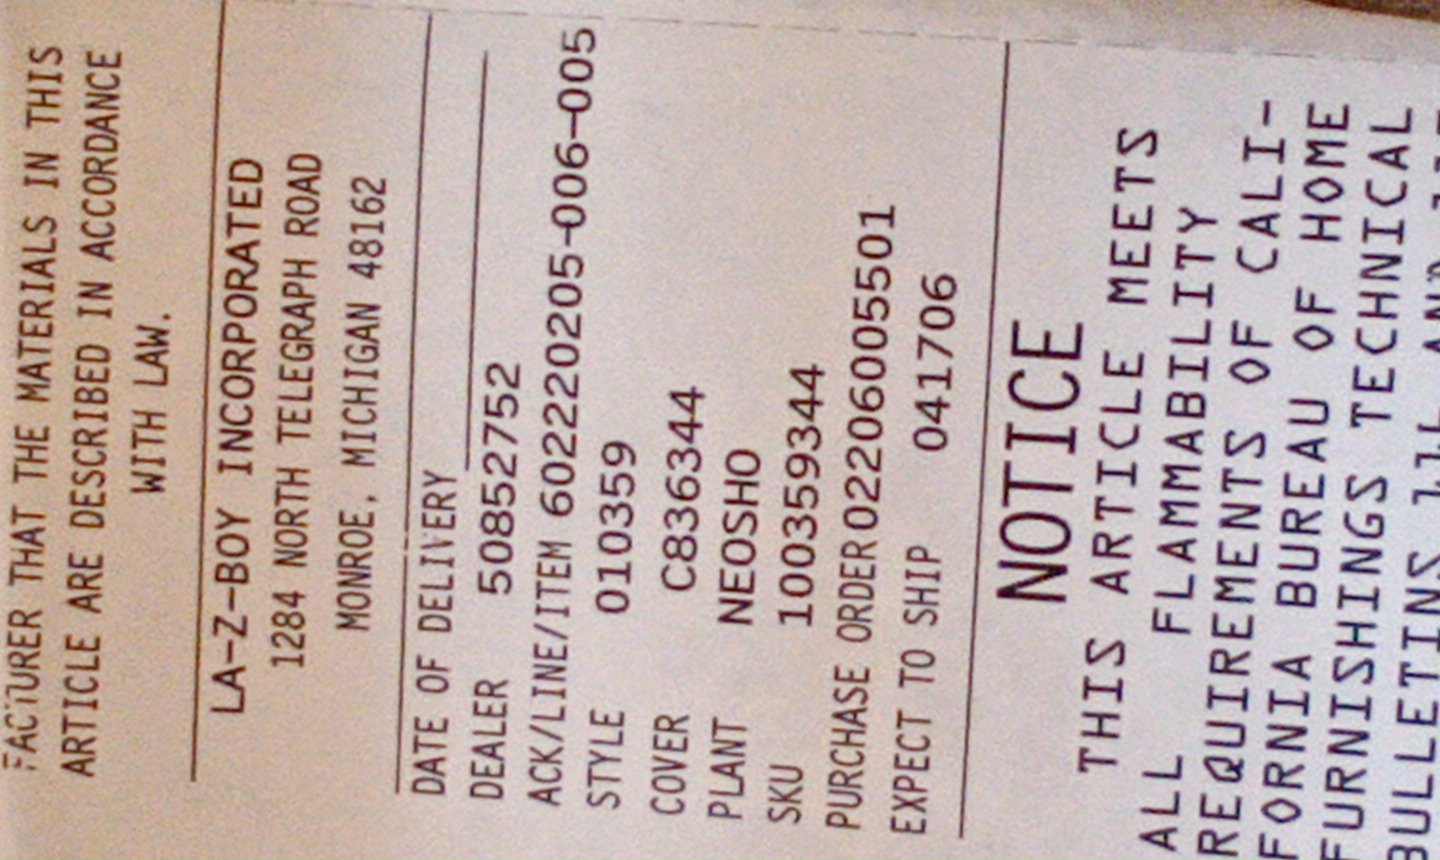 FACTURER THAT THE MATERIALS IN THIS
ARTICLE ARE DESCRIBED IN ACCORDANCE
WITH LAW.
LA-Z-BOY INCORPORATED
1284 NORTH TELEGRAPH ROAD
MONROE, MICHIGAN 48162
DATE OF DELIVERY
DEALER 50852752
ACK/LINE/ITEM 602220205-006-005
STYLE 010359
COVER C836344
PLANT NEOSHO
SKU 100359344
PURCHASE ORDER 02206005501
EXPECT TO SHIP 041706
NOTICE
THIS ARTICLE MEETS
ALL FLAMMABILITY
REQUIREMENTS OF CALI-
FORNIA BUREAU OF HOME
FURNISHINGS TECHNICAL
BULLETINS AND